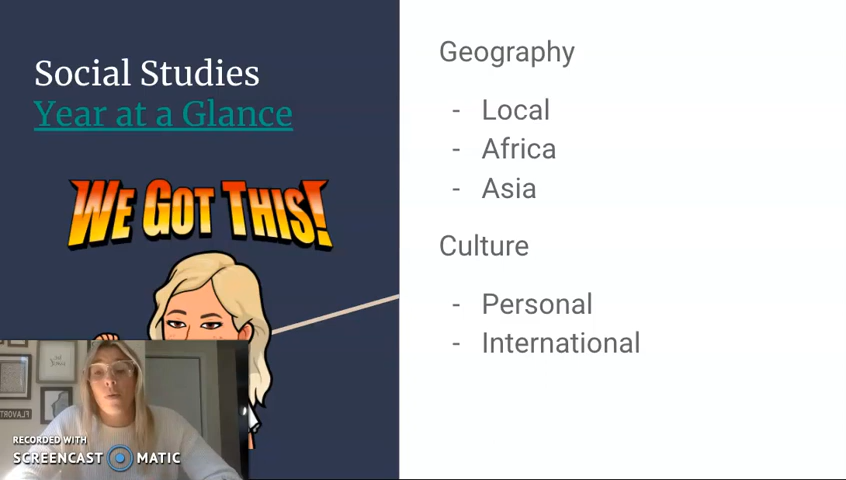 Social Studies
Year at a Glance
WE GOT THIS!
Geography
- Local
- Africa
- Asia
Culture
- Personal
- International
RECORDED WITH
SCREENCAST MATIC